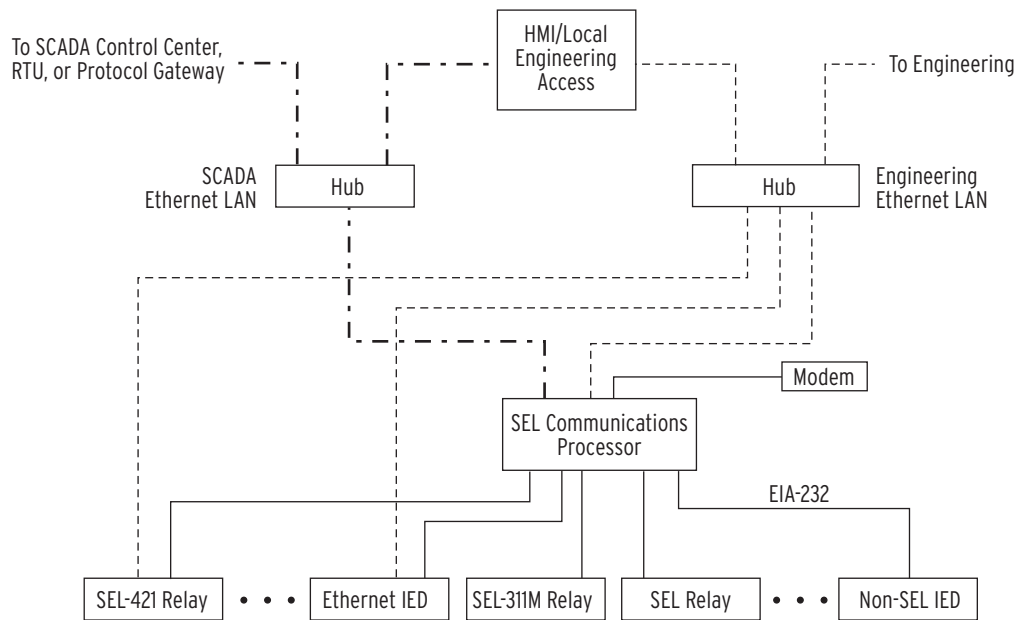 To SCADA Control Center,
RTU, or Protocol Gateway
HMI/Local
Engineering
Access
To Engineering
SCADA
Ethernet LAN
Hub
Hub
Engineering
Ethernet LAN
Modem
SEL Communications
Processor
EIA-232
SEL-421 Relay
Ethernet IED
SEL-311M Relay
SEL Relay
Non-SEL IED